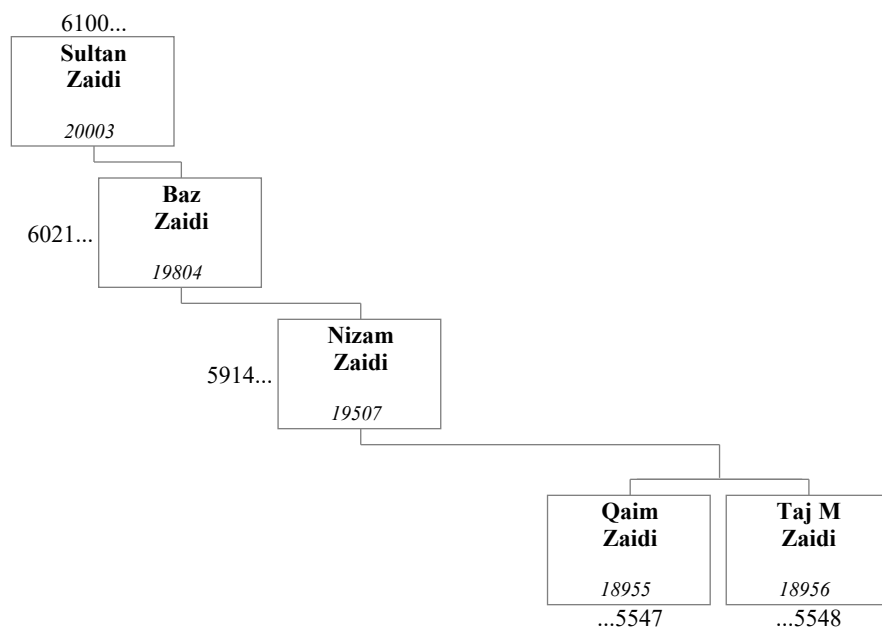 6100...
Sultan
Zaidi
20003
Baz
Zaidi
6021...
19804
Nizam
Zaidi
5914...
19507
Qaim
Zaidi
18955
...5547
Taj M
Zaidi
18956
...5548